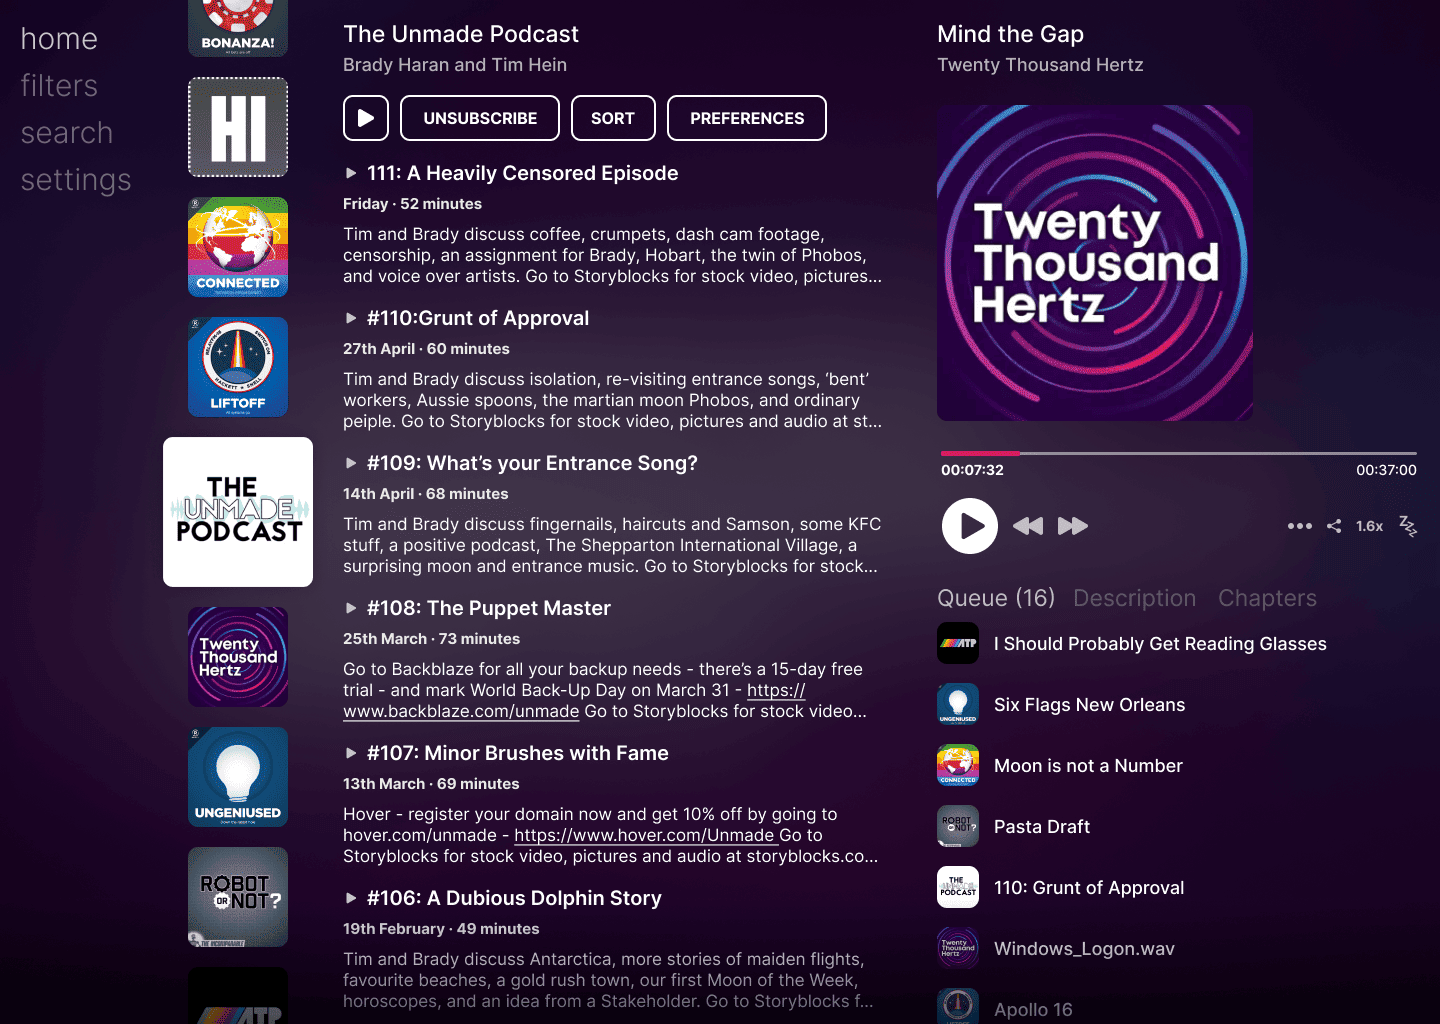 home
filters
search
settings
BONANZA!
HI
CONNECTED
LIFTOFF
THE
UNMADE
PODCAST
Twenty
Thousand
Hertz
UNGENIUSED
ROBOT
OR NOT?
THE INCOMPARABLE
ATP
The Unmade Podcast
Brady Haran and Tim Hein
UNSUBSCRIBE
SORT
PREFERENCES
111: A Heavily Censored Episode
Friday · 52 minutes
Tim and Brady discuss coffee, crumpets, dash cam footage,
censorship, an assignment for Brady, Hobart, the twin of Phobos,
and voice over artists. Go to Storyblocks for stock video, pictures...
#110:Grunt of Approval
27th April · 60 minutes
Tim and Brady discuss isolation, re-visiting entrance songs, ‘bent’
workers, Aussie spoons, the martian moon Phobos, and ordinary
peiple. Go to Storyblocks for stock video, pictures and audio at st...
#109: What’s your Entrance Song?
14th April · 68 minutes
Tim and Brady discuss fingernails, haircuts and Samson, some KFC
stuff, a positive podcast, The Shepparton International Village, a
surprising moon and entrance music. Go to Storyblocks for stock...
#108: The Puppet Master
25th March · 73 minutes
Go to Backblaze for all your backup needs - there’s a 15-day free
trial - and mark World Back-Up Day on March 31 - https://
www.backblaze.com/unmade Go to Storyblocks for stock video...
#107: Minor Brushes with Fame
13th March · 69 minutes
Hover - register your domain now and get 10% off by going to
hover.com/unmade - https://www.hover.com/Unmade Go to
Storyblocks for stock video, pictures and audio at storyblocks.co...
#106: A Dubious Dolphin Story
19th February · 49 minutes
Tim and Brady discuss Antarctica, more stories of maiden flights,
favourite beaches, a gold rush town, our first Moon of the Week,
horoscopes, and an idea from a Stakeholder. Go to Storyblocks f...
Mind the Gap
Twenty Thousand Hertz
Twenty
Thousand
Hertz
00:07:32
00:37:00
1.6x
Queue (16)
Description
Chapters
ATP
I Should Probably Get Reading Glasses
UNGENIUSED
Six Flags New Orleans
CONNECTED
Moon is not a Number
ROBOT
OR NOT?
Pasta Draft
THE
UNMADE
PODCAST
110: Grunt of Approval
Twenty
Thousand
Hertz
Windows_Logon.wav
LIFTOFF
Apollo 16